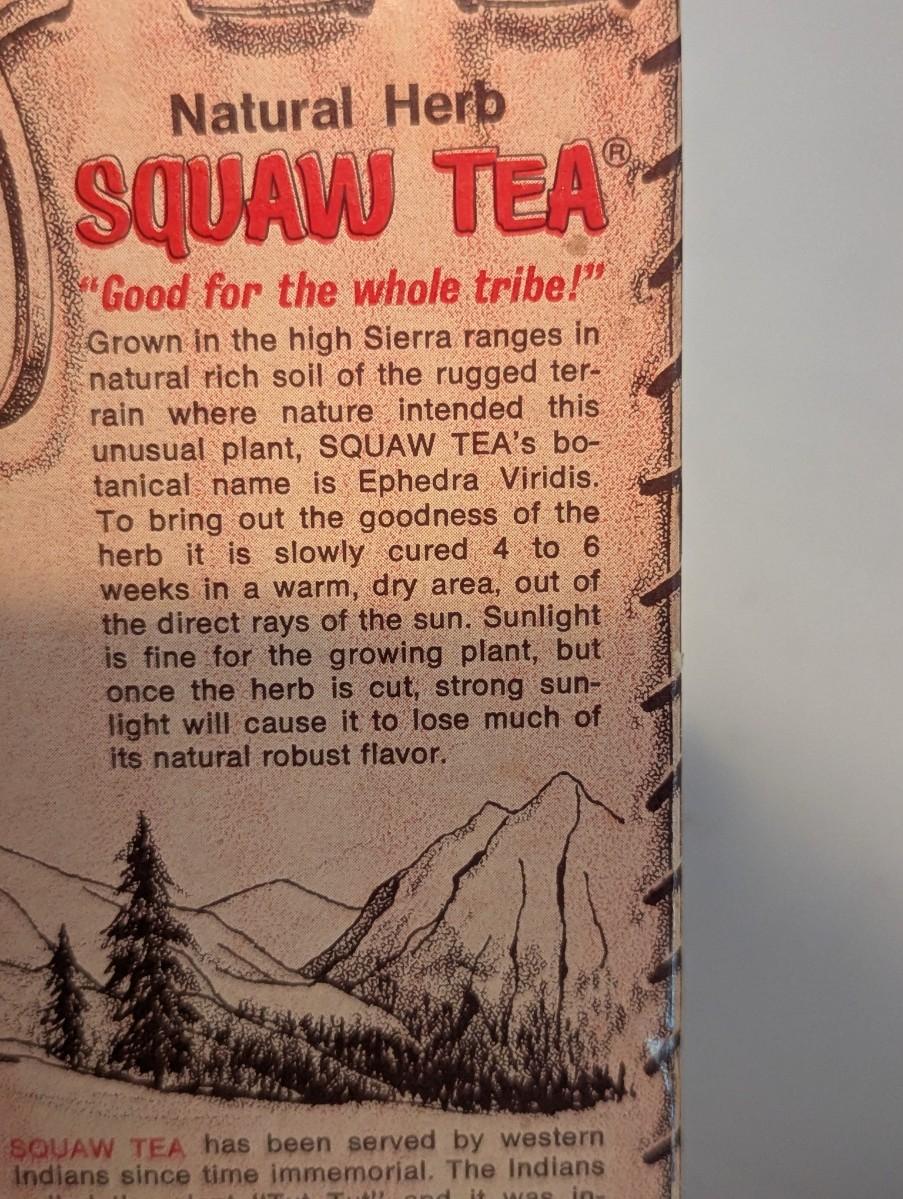 Natural Herb
SQUAW TEA®
“Good for the whole tribe!”
Grown in the high Sierra ranges in
natural rich soil of the rugged ter-
rain where nature intended this
unusual plant, SQUAW TEA's bo-
tanical name is Ephedra Viridis.
To bring out the goodness of the
herb it is slowly cured 4 to 6
weeks in a warm, dry area, out of
the direct rays of the sun. Sunlight
is fine for the growing plant, but
once the herb is cut, strong sun-
light will cause it to lose much of
its natural robust flavor.
SQUAW TEA has been served by western
Indians since time immemorial. The Indians
and it was in-